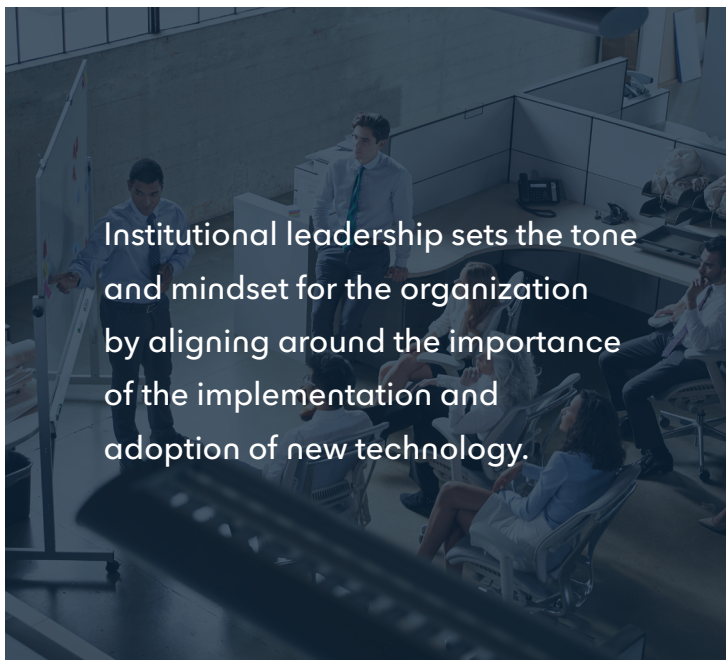 Institutional leadership sets the tone
and mindset for the organization
by aligning around the importance
of the implementation and
adoption of new technology.